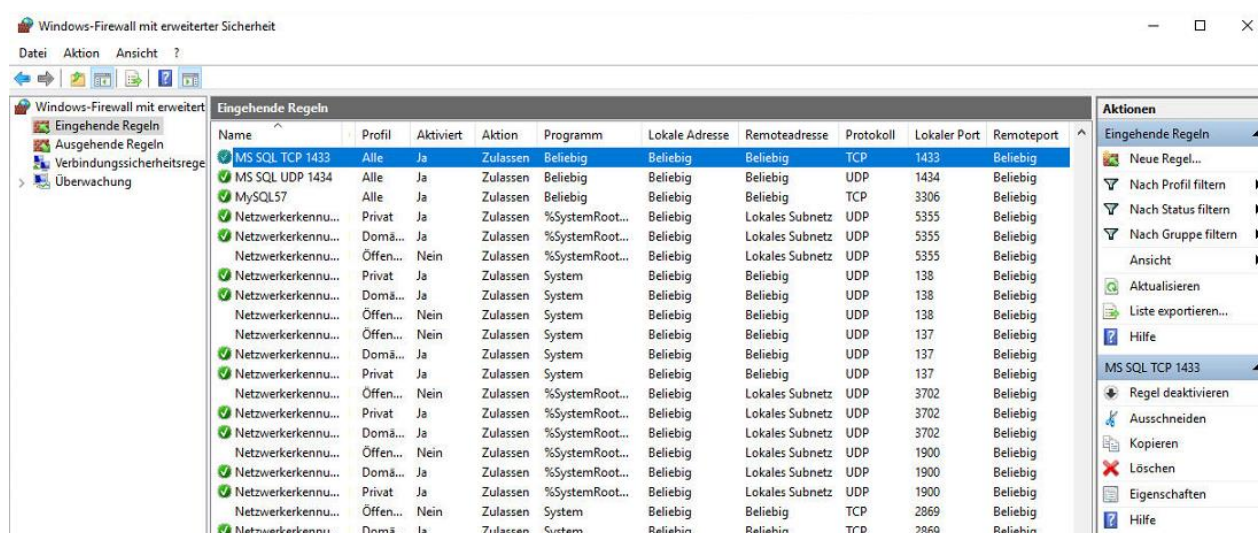 Windows-Firewall mit erweiterter Sicherheit
Datei Aktion Ansicht ?
Windows-Firewall mit erweitert
Eingehende Regeln
Ausgehende Regeln
Verbindungssicherheitsrege
Überwachung
Eingehende Regeln
Name Profil Aktiviert Aktion Programm Lokale Adresse Remoteadresse Protokoll Lokaler Port Remoteport
MS SQL TCP 1433 Alle Ja Zulassen Beliebig Beliebig Beliebig TCP 1433 Beliebig
MS SQL UDP 1434 Alle Ja Zulassen Beliebig Beliebig Beliebig UDP 1434 Beliebig
MySQL57 Alle Ja Zulassen Beliebig Beliebig Beliebig TCP 3306 Beliebig
Netzwerkerkennu... Privat Ja Zulassen %SystemRoot... Beliebig Lokales Subnetz UDP 5355 Beliebig
Netzwerkerkennu... Domä... Ja Zulassen %SystemRoot... Beliebig Lokales Subnetz UDP 5355 Beliebig
Netzwerkerkennu... Öffen... Nein Zulassen %SystemRoot... Beliebig Lokales Subnetz UDP 5355 Beliebig
Netzwerkerkennu... Privat Ja Zulassen System Beliebig Beliebig UDP 138 Beliebig
Netzwerkerkennu... Domä... Ja Zulassen System Beliebig Beliebig UDP 138 Beliebig
Netzwerkerkennu... Öffen... Nein Zulassen System Beliebig Beliebig UDP 138 Beliebig
Netzwerkerkennu... Öffen... Nein Zulassen System Beliebig Beliebig UDP 137 Beliebig
Netzwerkerkennu... Domä... Ja Zulassen System Beliebig Beliebig UDP 137 Beliebig
Netzwerkerkennu... Privat Ja Zulassen System Beliebig Beliebig UDP 137 Beliebig
Netzwerkerkennu... Öffen... Nein Zulassen %SystemRoot... Beliebig Lokales Subnetz UDP 3702 Beliebig
Netzwerkerkennu... Privat Ja Zulassen %SystemRoot... Beliebig Lokales Subnetz UDP 3702 Beliebig
Netzwerkerkennu... Domä... Ja Zulassen %SystemRoot... Beliebig Lokales Subnetz UDP 3702 Beliebig
Netzwerkerkennu... Öffen... Nein Zulassen %SystemRoot... Beliebig Lokales Subnetz UDP 1900 Beliebig
Netzwerkerkennu... Domä... Ja Zulassen %SystemRoot... Beliebig Lokales Subnetz UDP 1900 Beliebig
Netzwerkerkennu... Privat Ja Zulassen %SystemRoot... Beliebig Lokales Subnetz UDP 1900 Beliebig
Netzwerkerkennu... Öffen... Nein Zulassen System Beliebig Beliebig TCP 2869 Beliebig
Netzwerkerkennu... Domä... Ja Zulassen System Beliebig Beliebig TCP 2869 Beliebig
Aktionen
Eingehende Regeln
Neue Regel...
Nach Profil filtern
Nach Status filtern
Nach Gruppe filtern
Ansicht
Aktualisieren
Liste exportieren...
Hilfe
MS SQL TCP 1433
Regel deaktivieren
Ausschneiden
Kopieren
Löschen
Eigenschaften
Hilfe